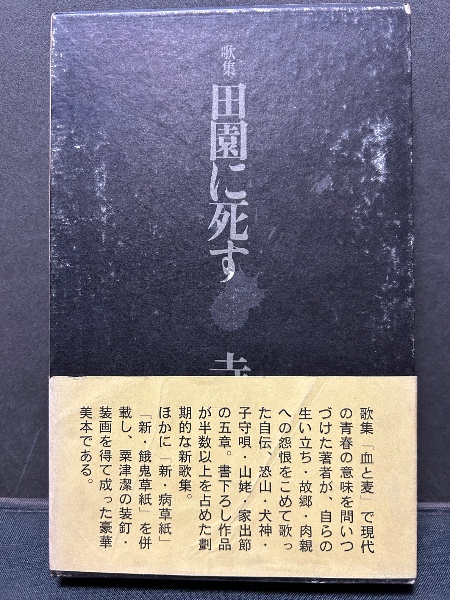 歌集
田園に死す
寺
歌集「血と麦」で現代
の青春の意味を問いつ
づけた著者が、自らの
生い立ち・故郷・肉親
への怨恨をこめて歌っ
た自伝・恐山・犬神・
子守唄・山姥・家出節
の五章。書下ろし作品
が半数以上を占めた劃
期的な新歌集。
ほかに「新・病草紙」
「新・餓鬼草紙」を併
載し、粟津潔の装釘・
装画を得て成った豪華
美本である。